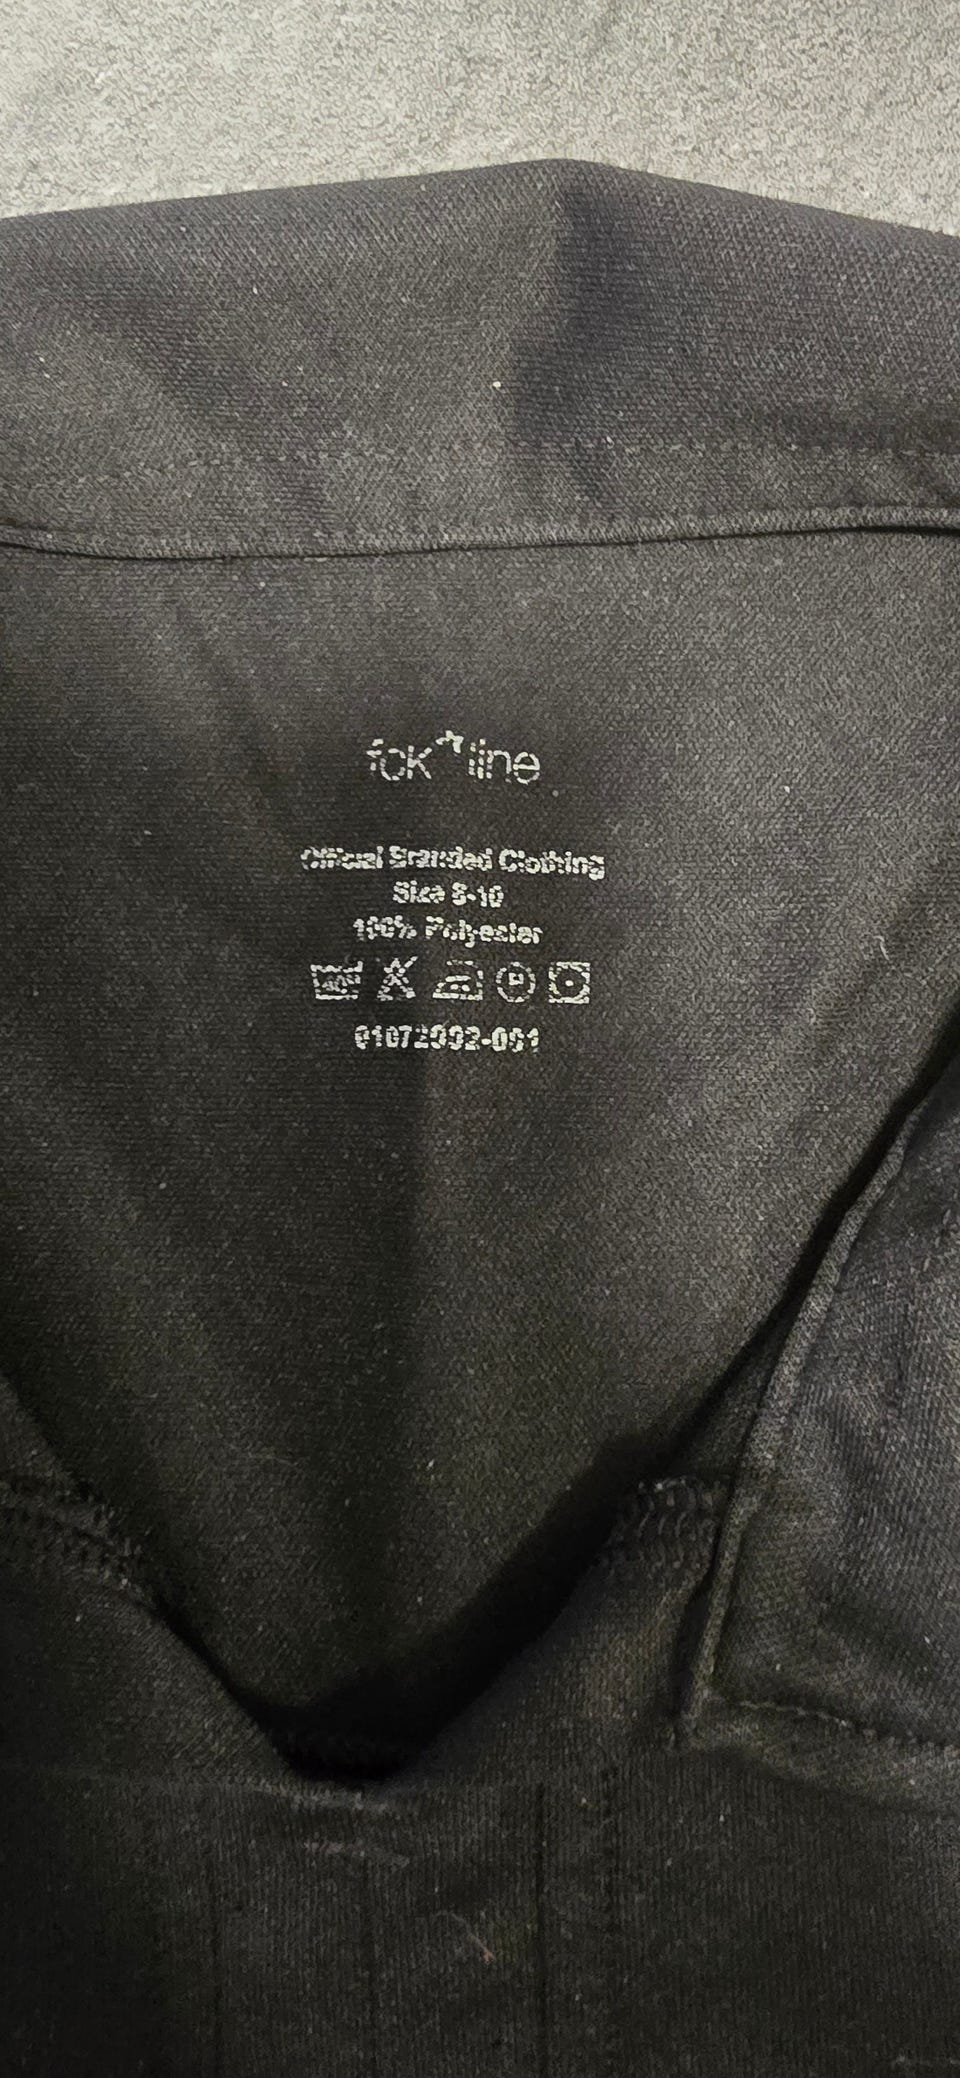 fck line
Official Branded Clothing
Size 8-10
100% Polyester
01072002-001